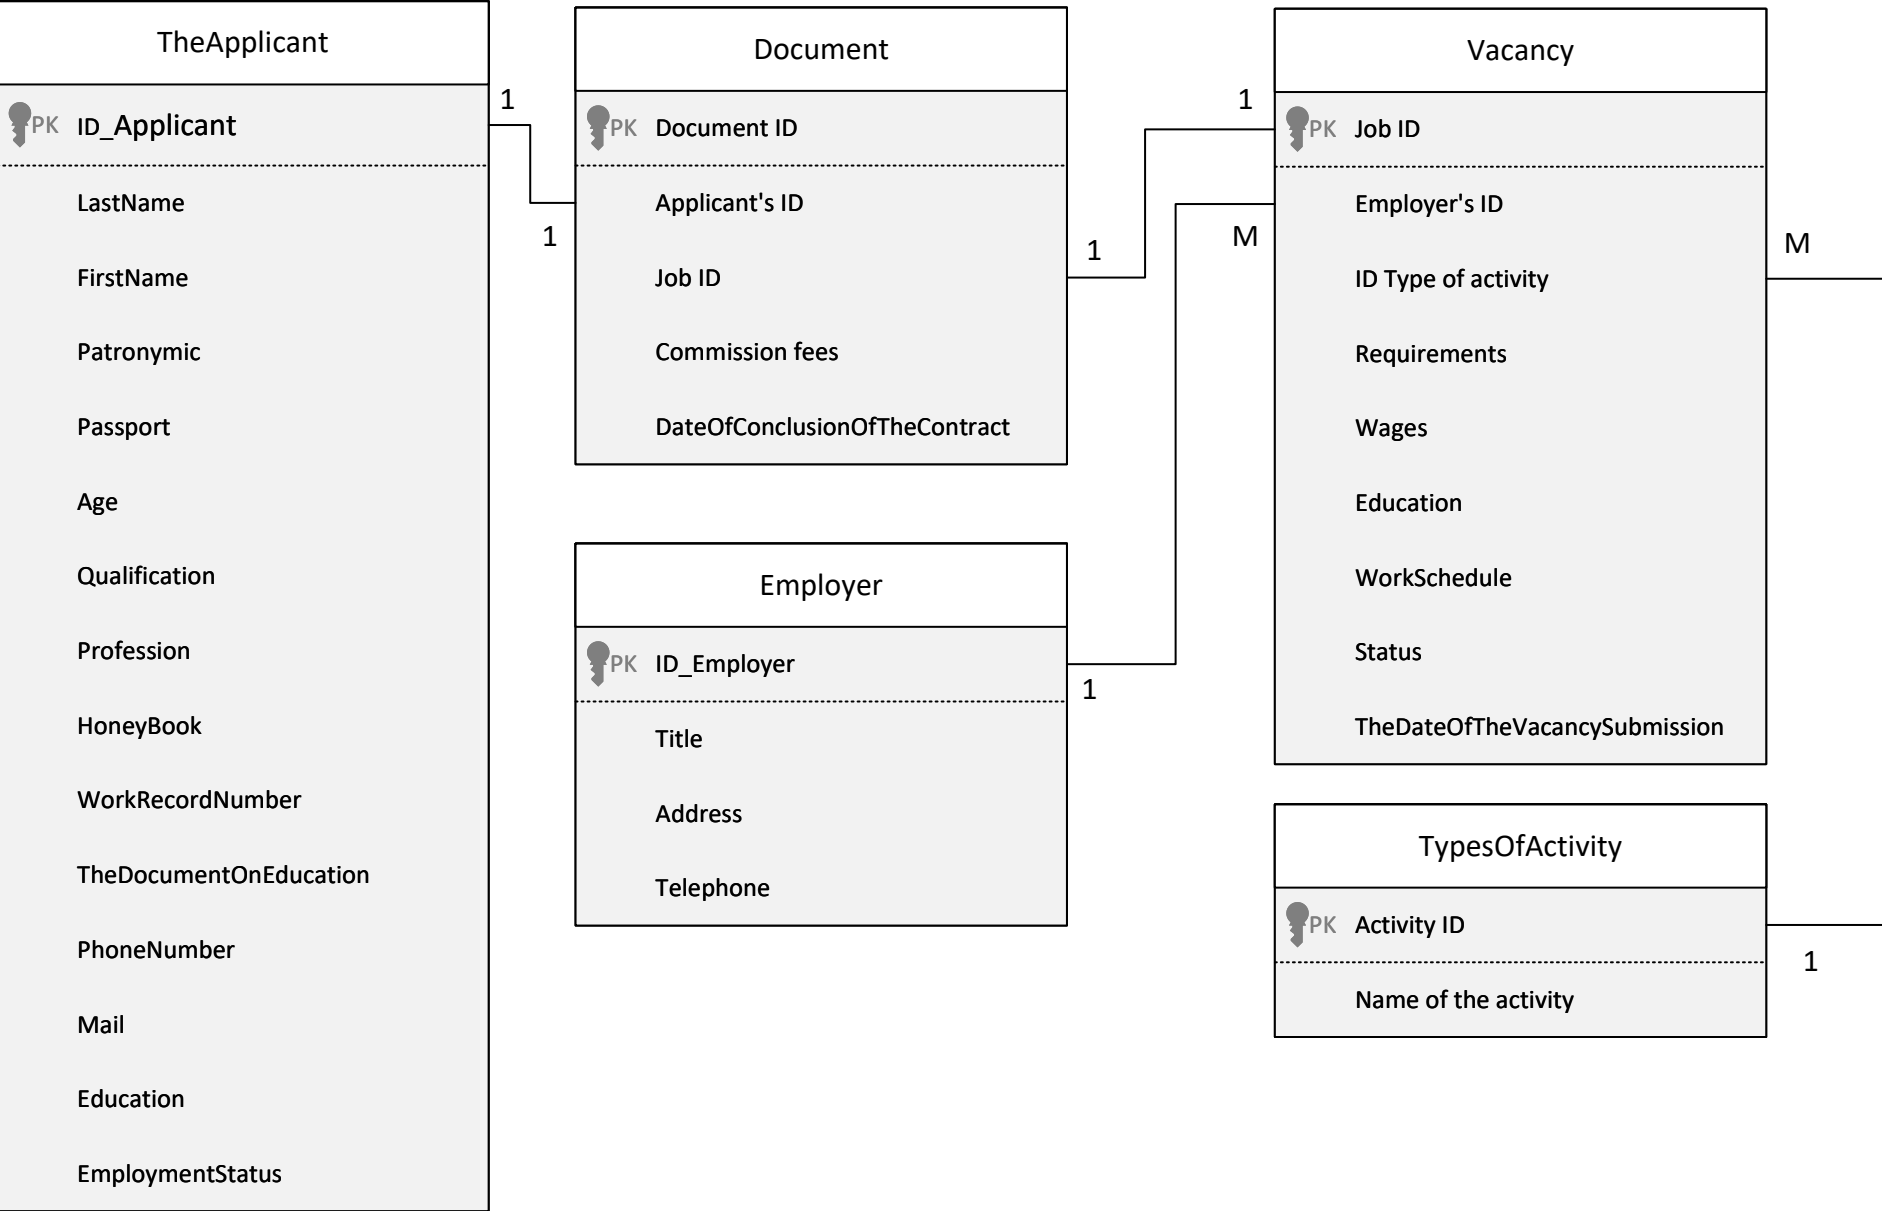 TheApplicant
PK ID_Applicant
LastName
FirstName
Patronymic
Passport
Age
Qualification
Profession
HoneyBook
WorkRecordNumber
TheDocumentOnEducation
PhoneNumber
Mail
Education
EmploymentStatus
1
1
Document
PK Document ID
Applicant's ID
Job ID
Commission fees
DateOfConclusionOfTheContract
1
1
Employer
PK ID_Employer
Title
Address
Telephone
1
M
Vacancy
PK Job ID
Employer's ID
ID Type of activity
Requirements
Wages
Education
WorkSchedule
Status
TheDateOfTheVacancySubmission
M
TypesOfActivity
PK Activity ID
Name of the activity
1